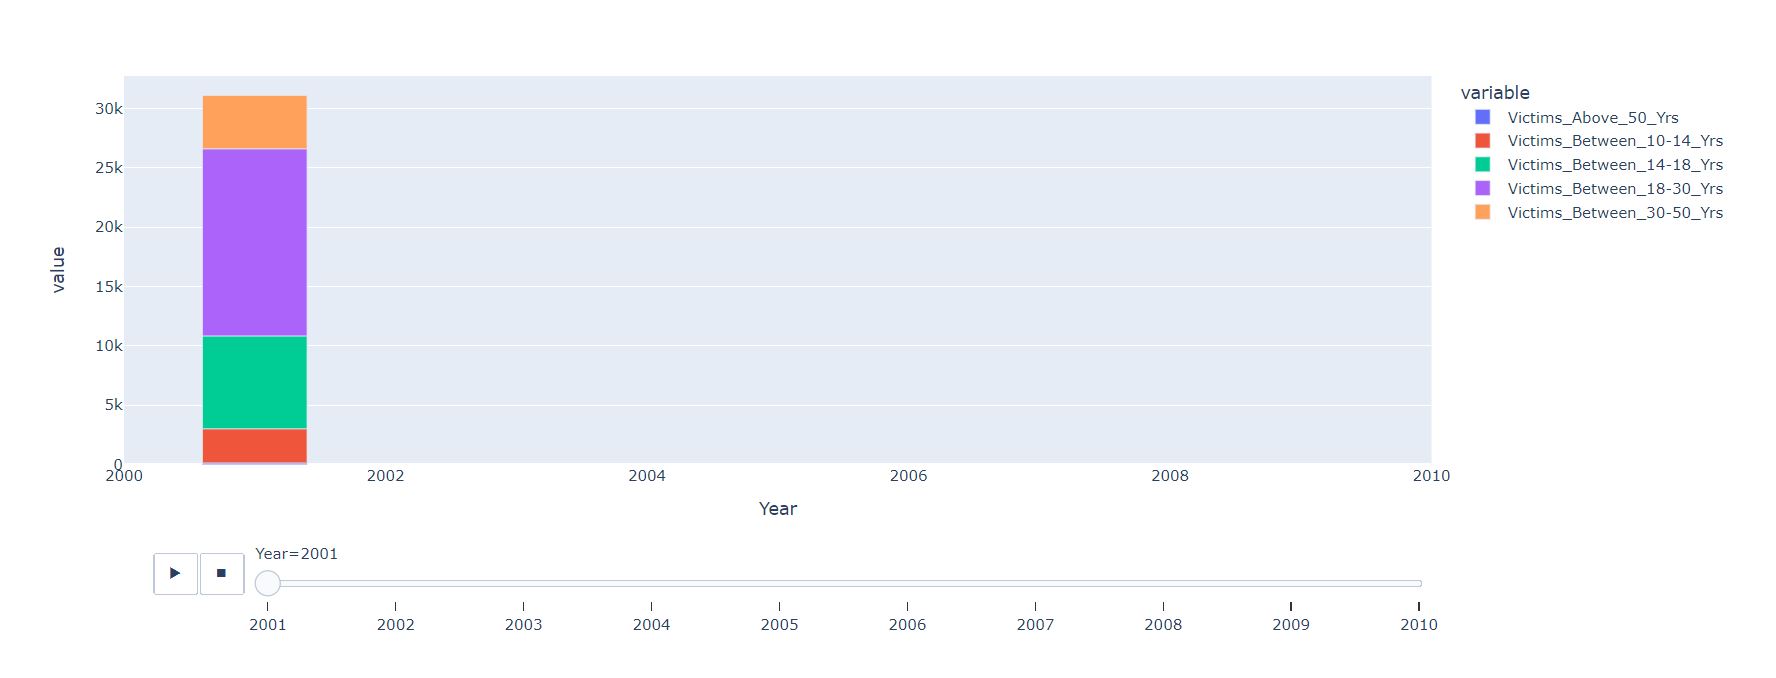 variable
Victims_Above_50_Yrs
Victims_Between_10-14_Yrs
Victims_Between_14-18_Yrs
Victims_Between_18-30_Yrs
Victims_Between_30-50_Yrs
30k
25k
20k
15k
10k
5k
0
value
2000 2002 2004 2006 2008 2010
Year
Year=2001
2001 2002 2003 2004 2005 2006 2007 2008 2009 2010